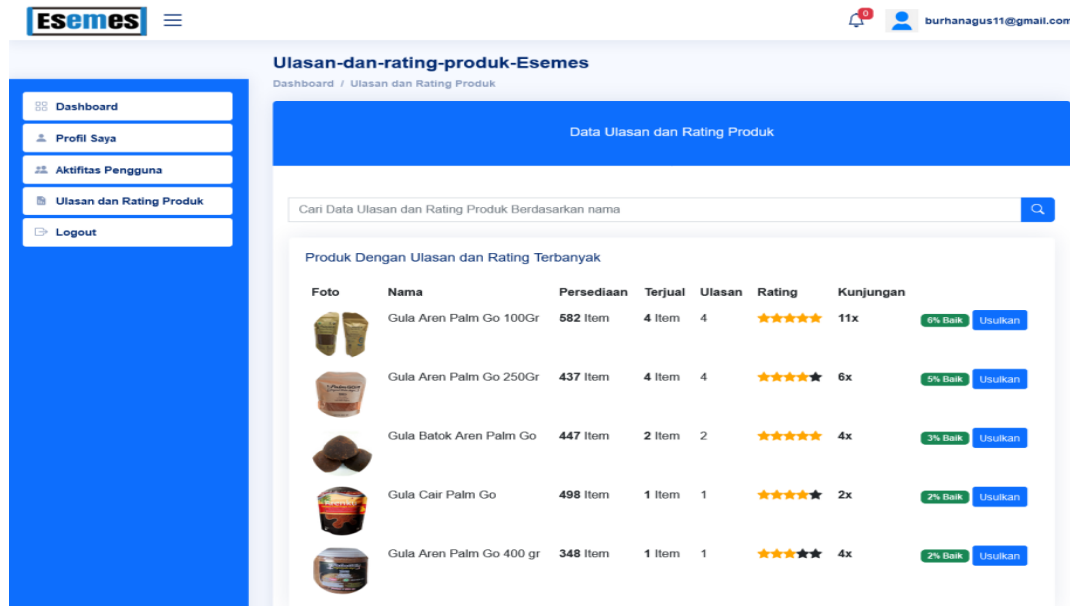 Esemes
0
burhanagus11@gmail.com
Ulasan-dan-rating-produk-Esemes
Dashboard / Ulasan dan Rating Produk
Dashboard
Profil Saya
Aktifitas Pengguna
Ulasan dan Rating Produk
Logout
Data Ulasan dan Rating Produk
Cari Data Ulasan dan Rating Produk Berdasarkan nama
Produk Dengan Ulasan dan Rating Terbanyak
Foto Nama Persediaan Terjual Ulasan Rating Kunjungan
Gula Aren Palm Go 100Gr 582 Item 4 Item 4 11x 6% Baik Usulkan
Gula Aren Palm Go 250Gr 437 Item 4 Item 4 6x 5% Baik Usulkan
Gula Batok Aren Palm Go 447 Item 2 Item 2 4x 3% Baik Usulkan
Gula Cair Palm Go 498 Item 1 Item 1 2x 2% Baik Usulkan
Gula Aren Palm Go 400 gr 348 Item 1 Item 1 4x 2% Baik Usulkan